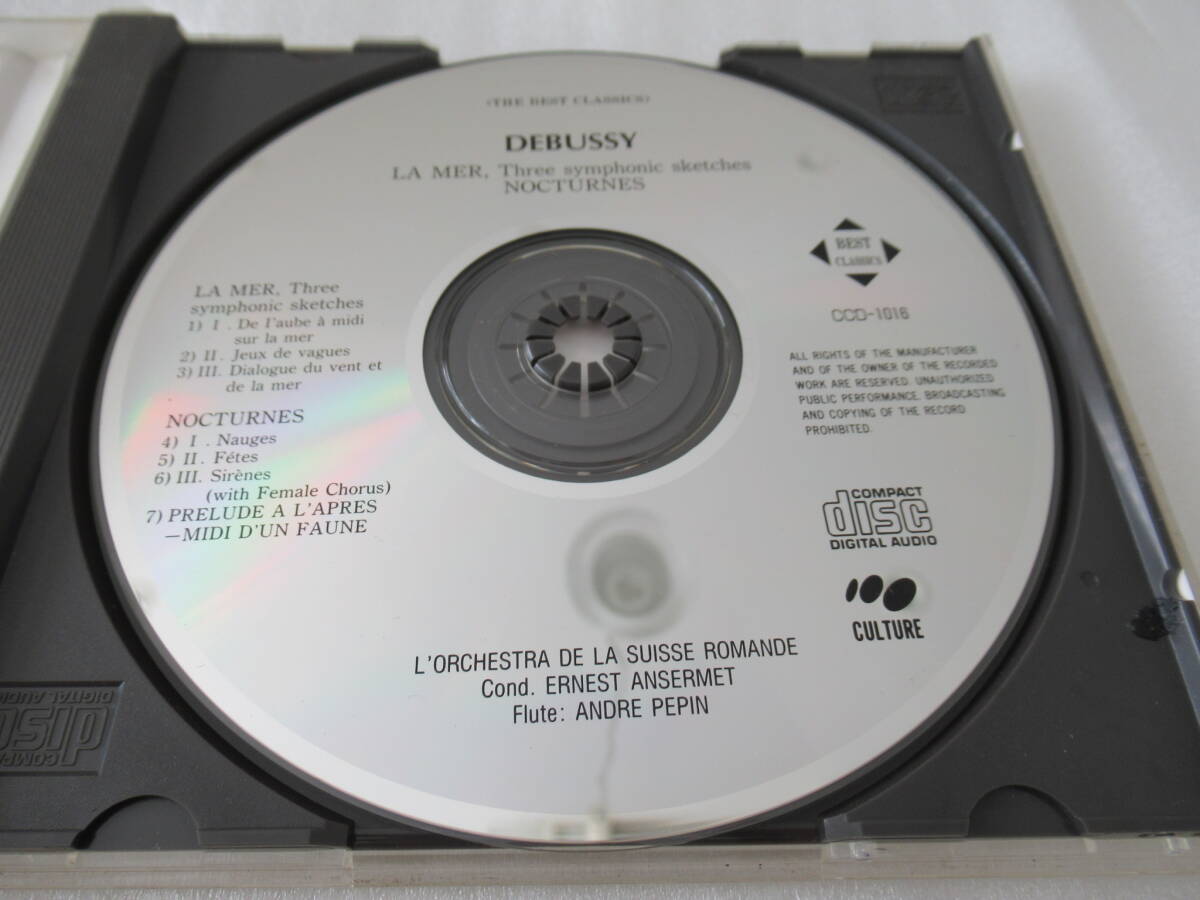 (THE BEST CLASSICS)
DEBUSSY
LA MER, Three symphonic sketches
NOCTURNES
LA MER, Three
symphonic sketches
1) I . De l'aube à midi
sur la mer
2) II . Jeux de vagues
3) III. Dialogue du vent et
de la mer
NOCTURNES
4) I . Nauges
5) II . Fétes
6) III. Sirènes
(with Female Chorus)
7) PRELUDE A L'APRES
—MIDI D'UN FAUNE
BEST
CLASSICS
CCD-1016
ALL RIGHTS OF THE MANUFACTURER
AND OF THE OWNER OF THE RECORDED
WORK ARE RESERVED. UNAUTHORIZED
PUBLIC PERFORMANCE, BROADCASTING
AND COPYING OF THE RECORD
PROHIBITED.
COMPACT
disc
DIGITAL AUDIO
CULTURE
L'ORCHESTRA DE LA SUISSE ROMANDE
Cond. ERNEST ANSERMET
Flute: ANDRE PEPIN